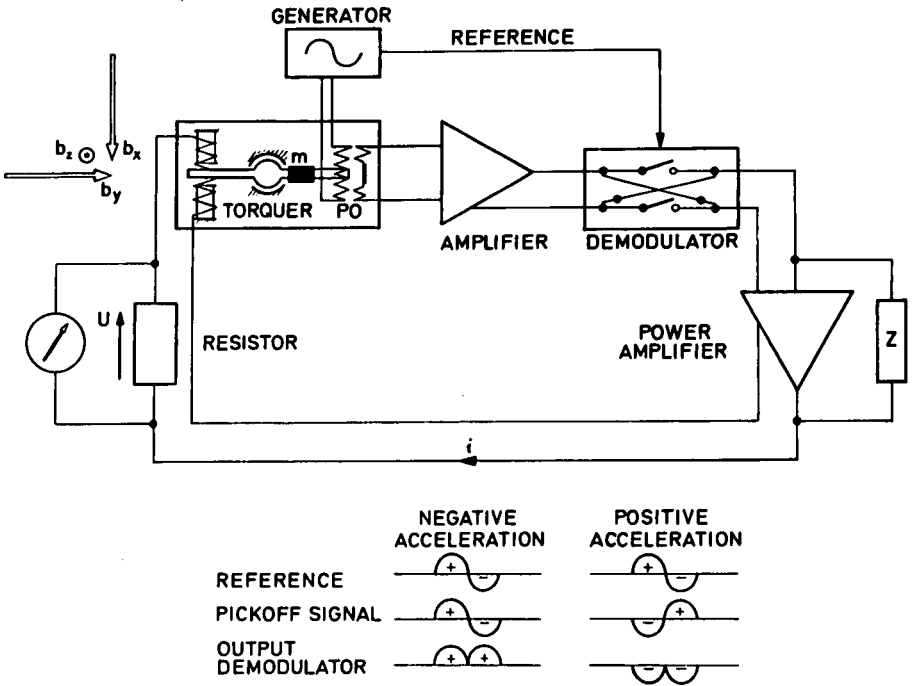 GENERATOR
REFERENCE
b_z b_x
m
b_y
TORQUER PO
AMPLIFIER
DEMODULATOR
U
RESISTOR
POWER
AMPLIFIER
Z
i
NEGATIVE
ACCELERATION
POSITIVE
ACCELERATION
REFERENCE + - + -
PICKOFF SIGNAL + - - +
OUTPUT
DEMODULATOR + + - -